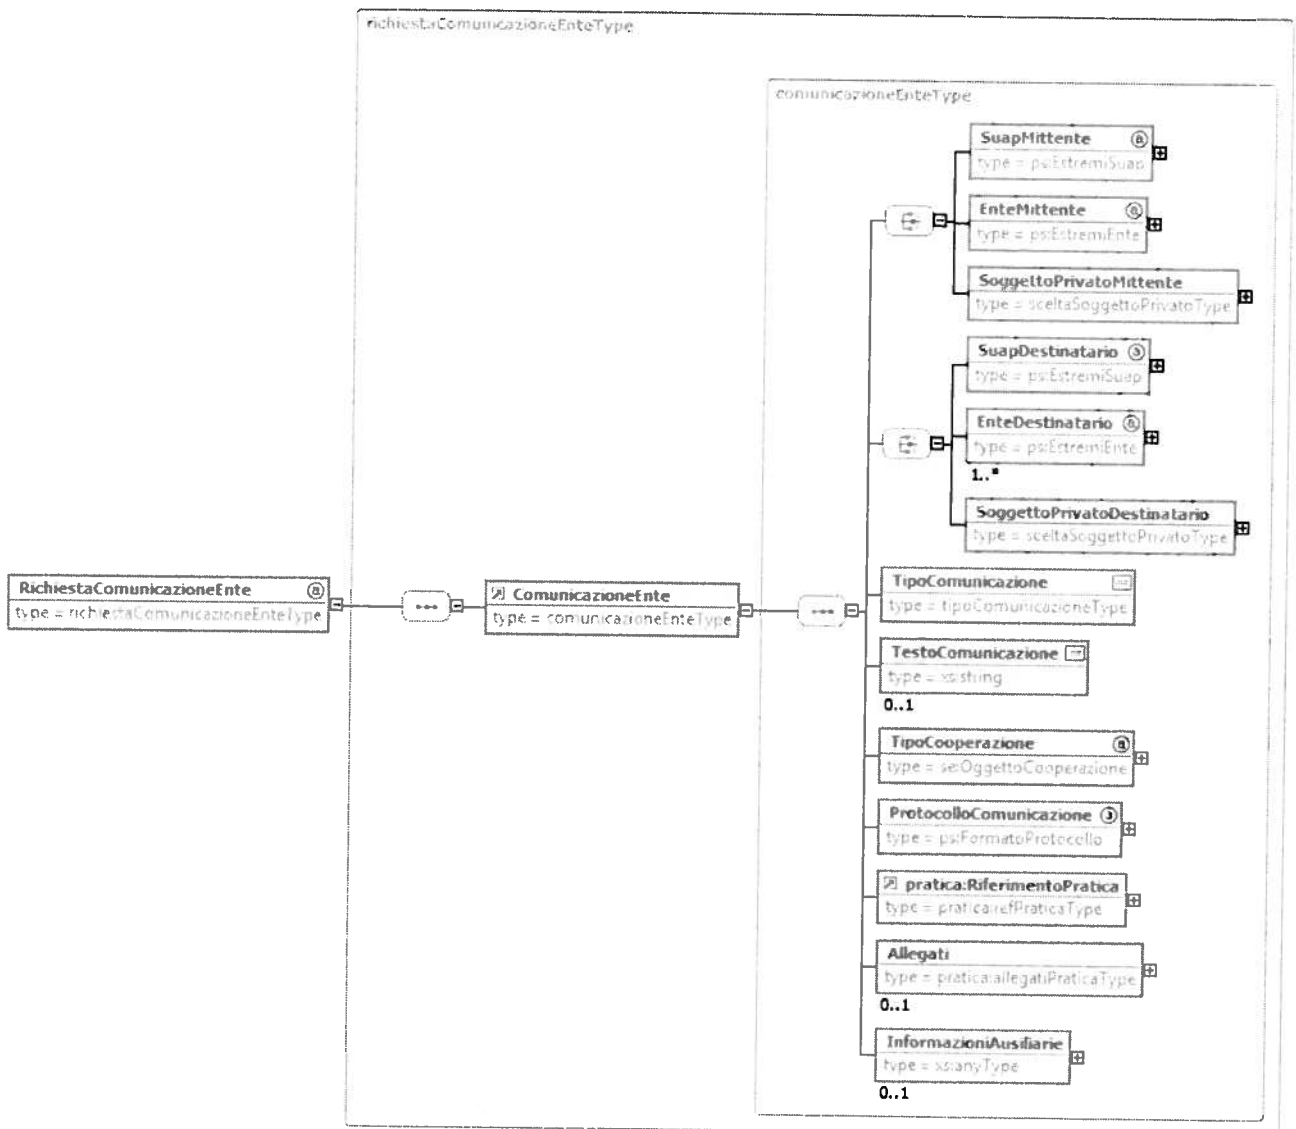 richiestaComunicazioneEnteType
comunicazioneEnteType
SuapMittente
type = ps:EstremiSuap
EnteMittente
type = ps:EstremiEnte
SoggettoPrivatoMittente
type = sceltaSoggettoPrivatoType
SuapDestinatario
type = ps:EstremiSuap
EnteDestinatario
type = ps:EstremiEnte
1..*
SoggettoPrivatoDestinatario
type = sceltaSoggettoPrivatoType
RichiestaComunicazioneEnte
type = richiestaComunicazioneEnteType
ComunicazioneEnte
type = comunicazioneEnteType
TipoComunicazione
type = tipoComunicazioneType
TestoComunicazione
type = xs:string
0..1
TipoCooperazione
type = se:OggettoCooperazione
ProtocolloComunicazione
type = ps:FormatoProtocollo
pratica:RiferimentoPratica
type = pratica:refPraticaType
Allegati
type = pratica:allegatiPraticaType
0..1
InformazioniAusiliarie
type = xs:anyType
0..1